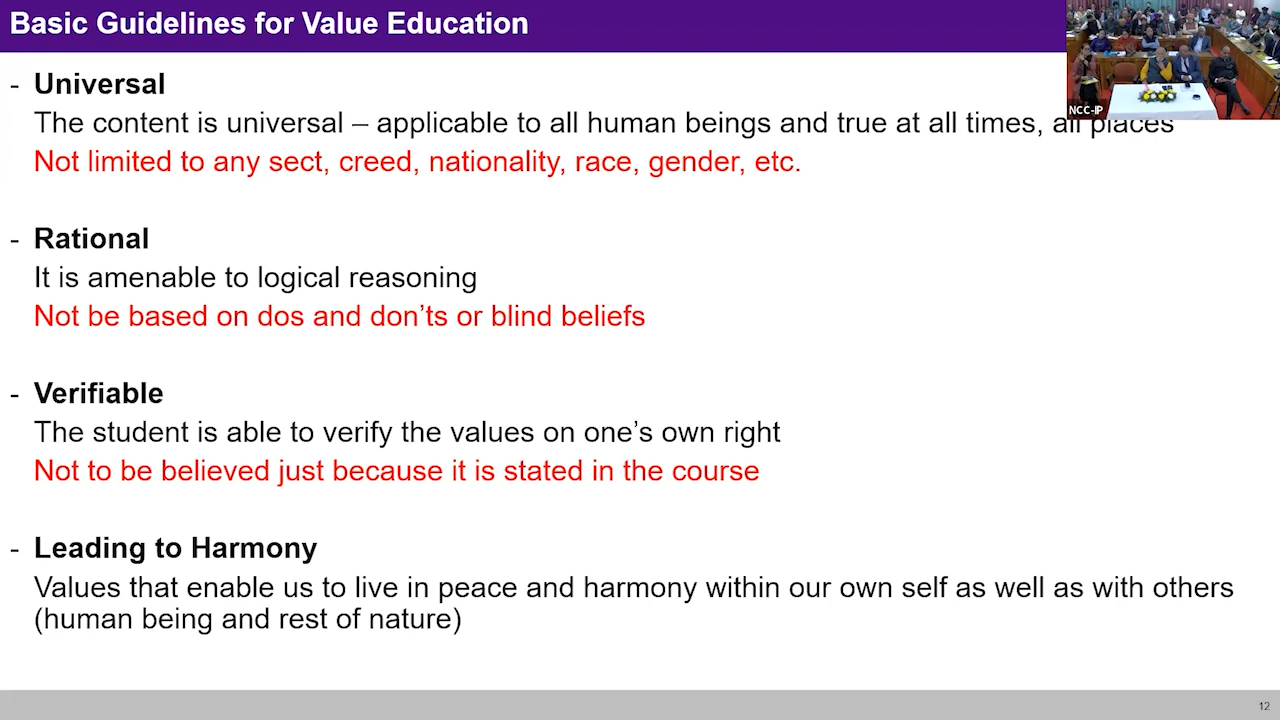 Basic Guidelines for Value Education
NCC-IP
- Universal
The content is universal – applicable to all human beings and true at all times, all places
Not limited to any sect, creed, nationality, race, gender, etc.
- Rational
It is amenable to logical reasoning
Not be based on dos and don'ts or blind beliefs
- Verifiable
The student is able to verify the values on one's own right
Not to be believed just because it is stated in the course
- Leading to Harmony
Values that enable us to live in peace and harmony within our own self as well as with others
(human being and rest of nature)
12